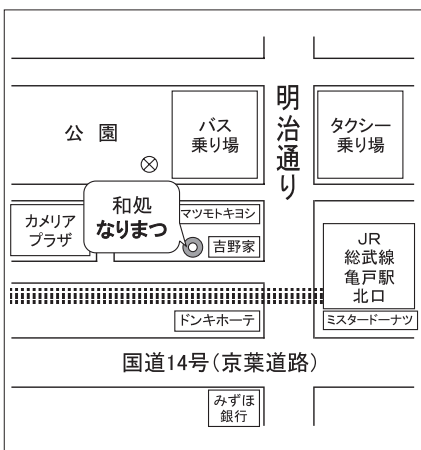 明治通り
公園
バス
乗り場
タクシー
乗り場
和処
なりまつ
マツモトキヨシ
カメリア
プラザ
吉野家
JR
総武線
亀戸駅
北口
ドンキホーテ
ミスタードーナツ
国道14号(京葉道路)
みずほ
銀行